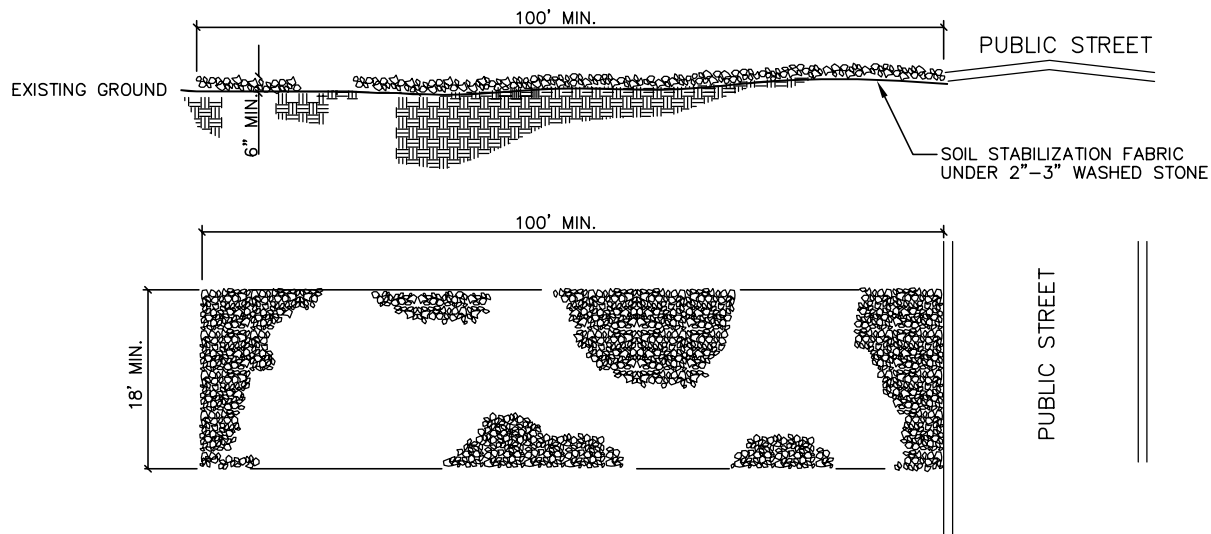 100' MIN.
PUBLIC STREET
EXISTING GROUND
6" MIN.
SOIL STABILIZATION FABRIC
UNDER 2"-3" WASHED STONE
100' MIN.
18' MIN.
PUBLIC STREET